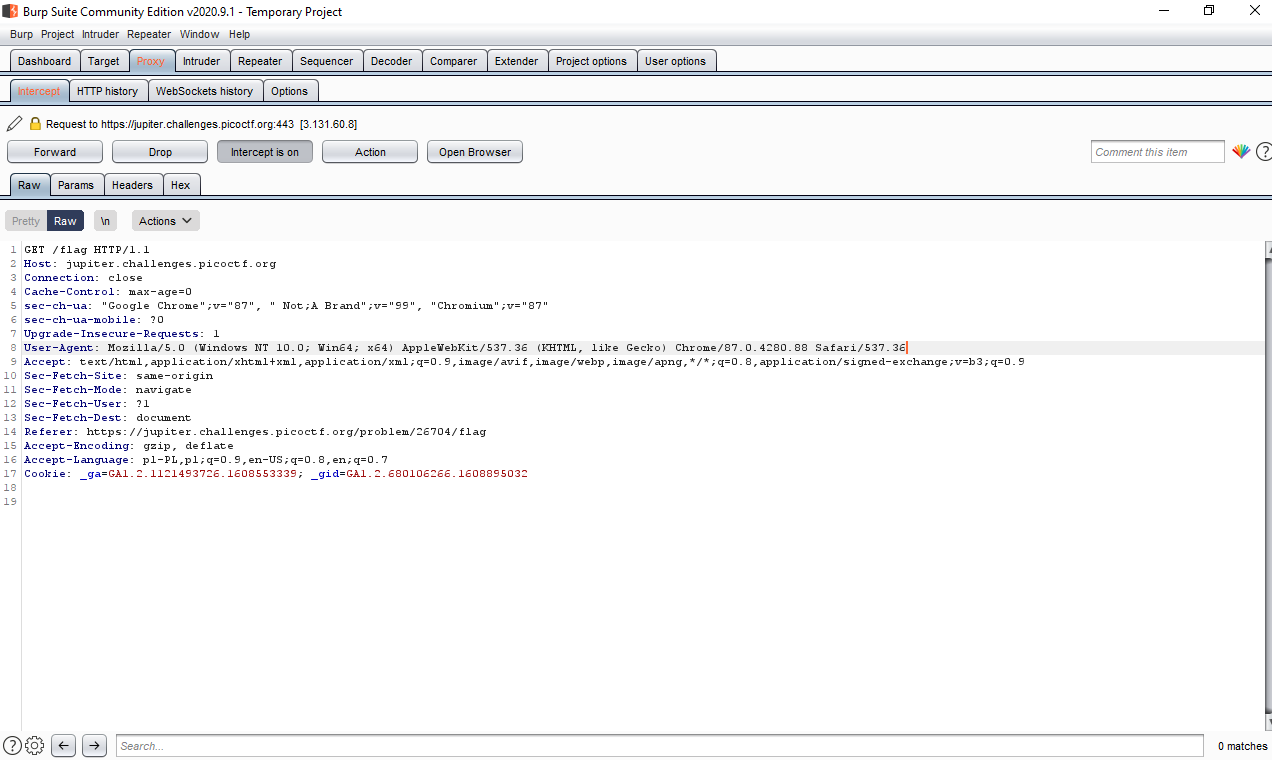 Burp Suite Community Edition v2020.9.1 - Temporary Project
Burp Project Intruder Repeater Window Help
Dashboard Target Proxy Intruder Repeater Sequencer Decoder Comparer Extender Project options User options
Intercept HTTP history WebSockets history Options
Request to https://jupiter.challenges.picoctf.org:443 [3.131.60.8]
Forward Drop Intercept is on Action Open Browser Comment this item ?
Raw Params Headers Hex
Pretty Raw \n Actions
1 GET /flag HTTP/1.1
2 Host: jupiter.challenges.picoctf.org
3 Connection: close
4 Cache-Control: max-age=0
5 sec-ch-ua: "Google Chrome";v="87", " Not;A Brand";v="99", "Chromium";v="87"
6 sec-ch-ua-mobile: ?0
7 Upgrade-Insecure-Requests: 1
8 User-Agent: Mozilla/5.0 (Windows NT 10.0; Win64; x64) AppleWebKit/537.36 (KHTML, like Gecko) Chrome/87.0.4280.88 Safari/537.36
9 Accept: text/html,application/xhtml+xml,application/xml;q=0.9,image/avif,image/webp,image/apng,*/*;q=0.8,application/signed-exchange;v=b3;q=0.9
10 Sec-Fetch-Site: same-origin
11 Sec-Fetch-Mode: navigate
12 Sec-Fetch-User: ?1
13 Sec-Fetch-Dest: document
14 Referer: https://jupiter.challenges.picoctf.org/problem/26704/flag
15 Accept-Encoding: gzip, deflate
16 Accept-Language: pl-PL,pl;q=0.9,en-US;q=0.8,en;q=0.7
17 Cookie: _ga=GA1.2.1121493726.1608553339; _gid=GA1.2.680106266.1608895032
18
19
? Search... 0 matches